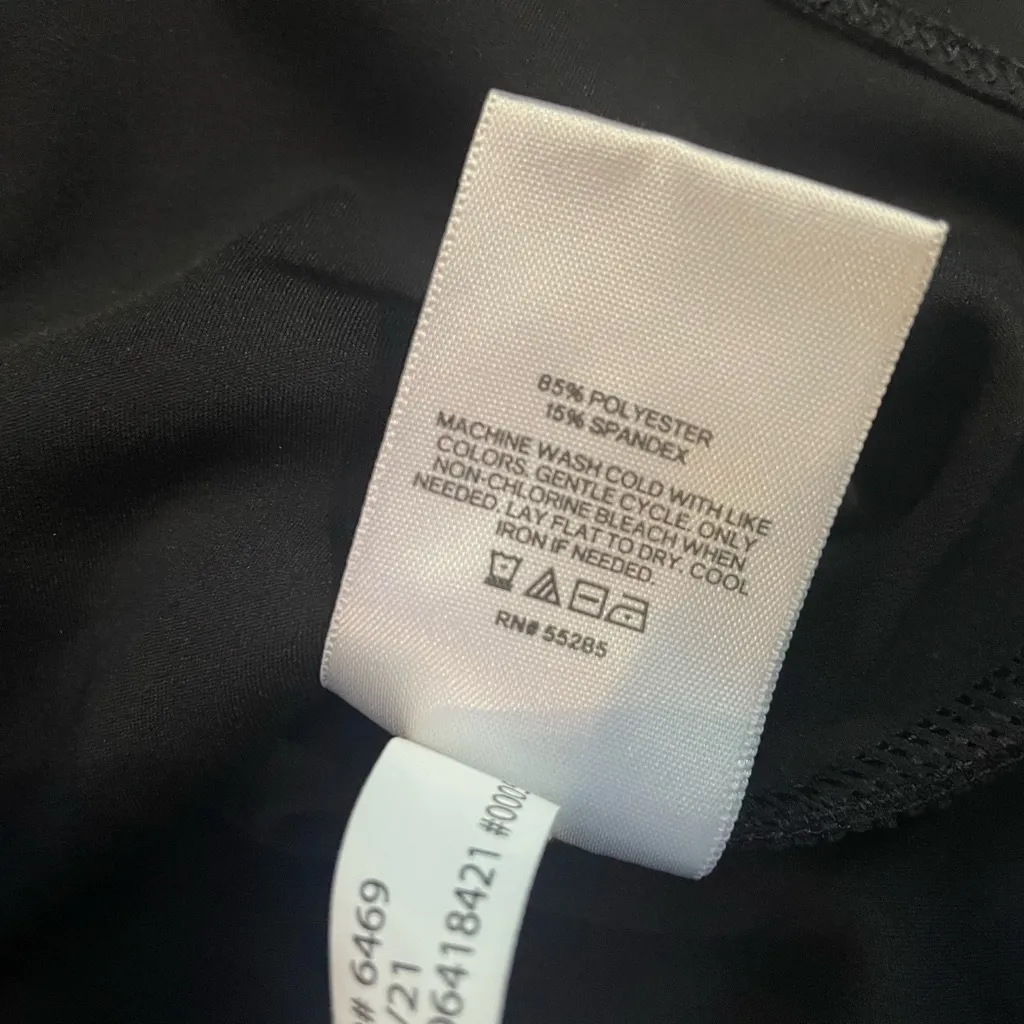 85% POLYESTER
15% SPANDEX
MACHINE WASH COLD WITH LIKE
COLORS. GENTLE CYCLE. ONLY
NON-CHLORINE BLEACH WHEN
NEEDED. LAY FLAT TO DRY. COOL
IRON IF NEEDED.
RN# 55285
# 6469
/21
06418421 #000